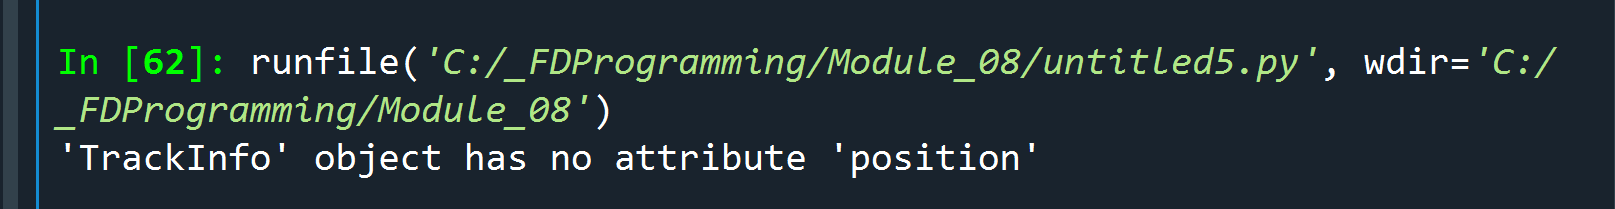 In [62]: runfile('C:/_FDProgramming/Module_08/untitled5.py', wdir='C:/
_FDProgramming/Module_08')
'TrackInfo' object has no attribute 'position'